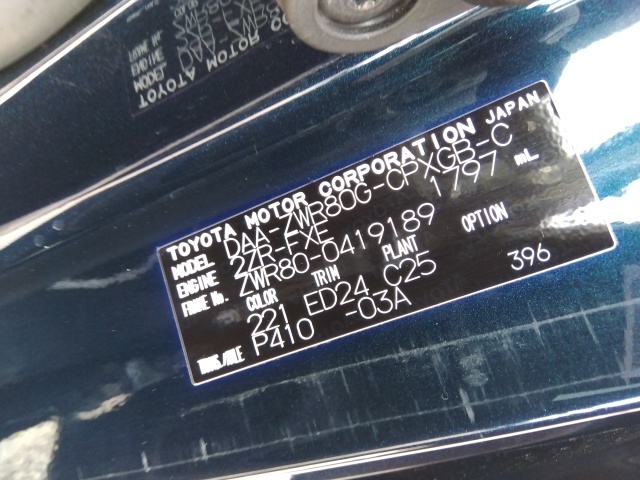 TOYOTA MOTOR CORPORATION JAPAN
MODEL DAA-ZWR80G-CPXGB-C
ENGINE 2ZR-FXE 1797 mL
FRAME No. ZWR80-0419189
COLOR TRIM PLANT OPTION
221 ED24 C25
TRANS/AXLE P410 -03A 396